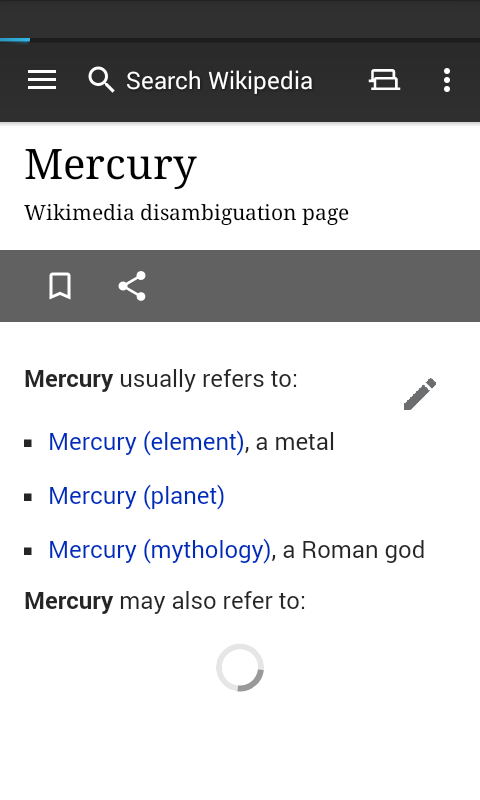 Search Wikipedia
Mercury
Wikimedia disambiguation page
Mercury usually refers to:
Mercury (element), a metal
Mercury (planet)
Mercury (mythology), a Roman god
Mercury may also refer to: